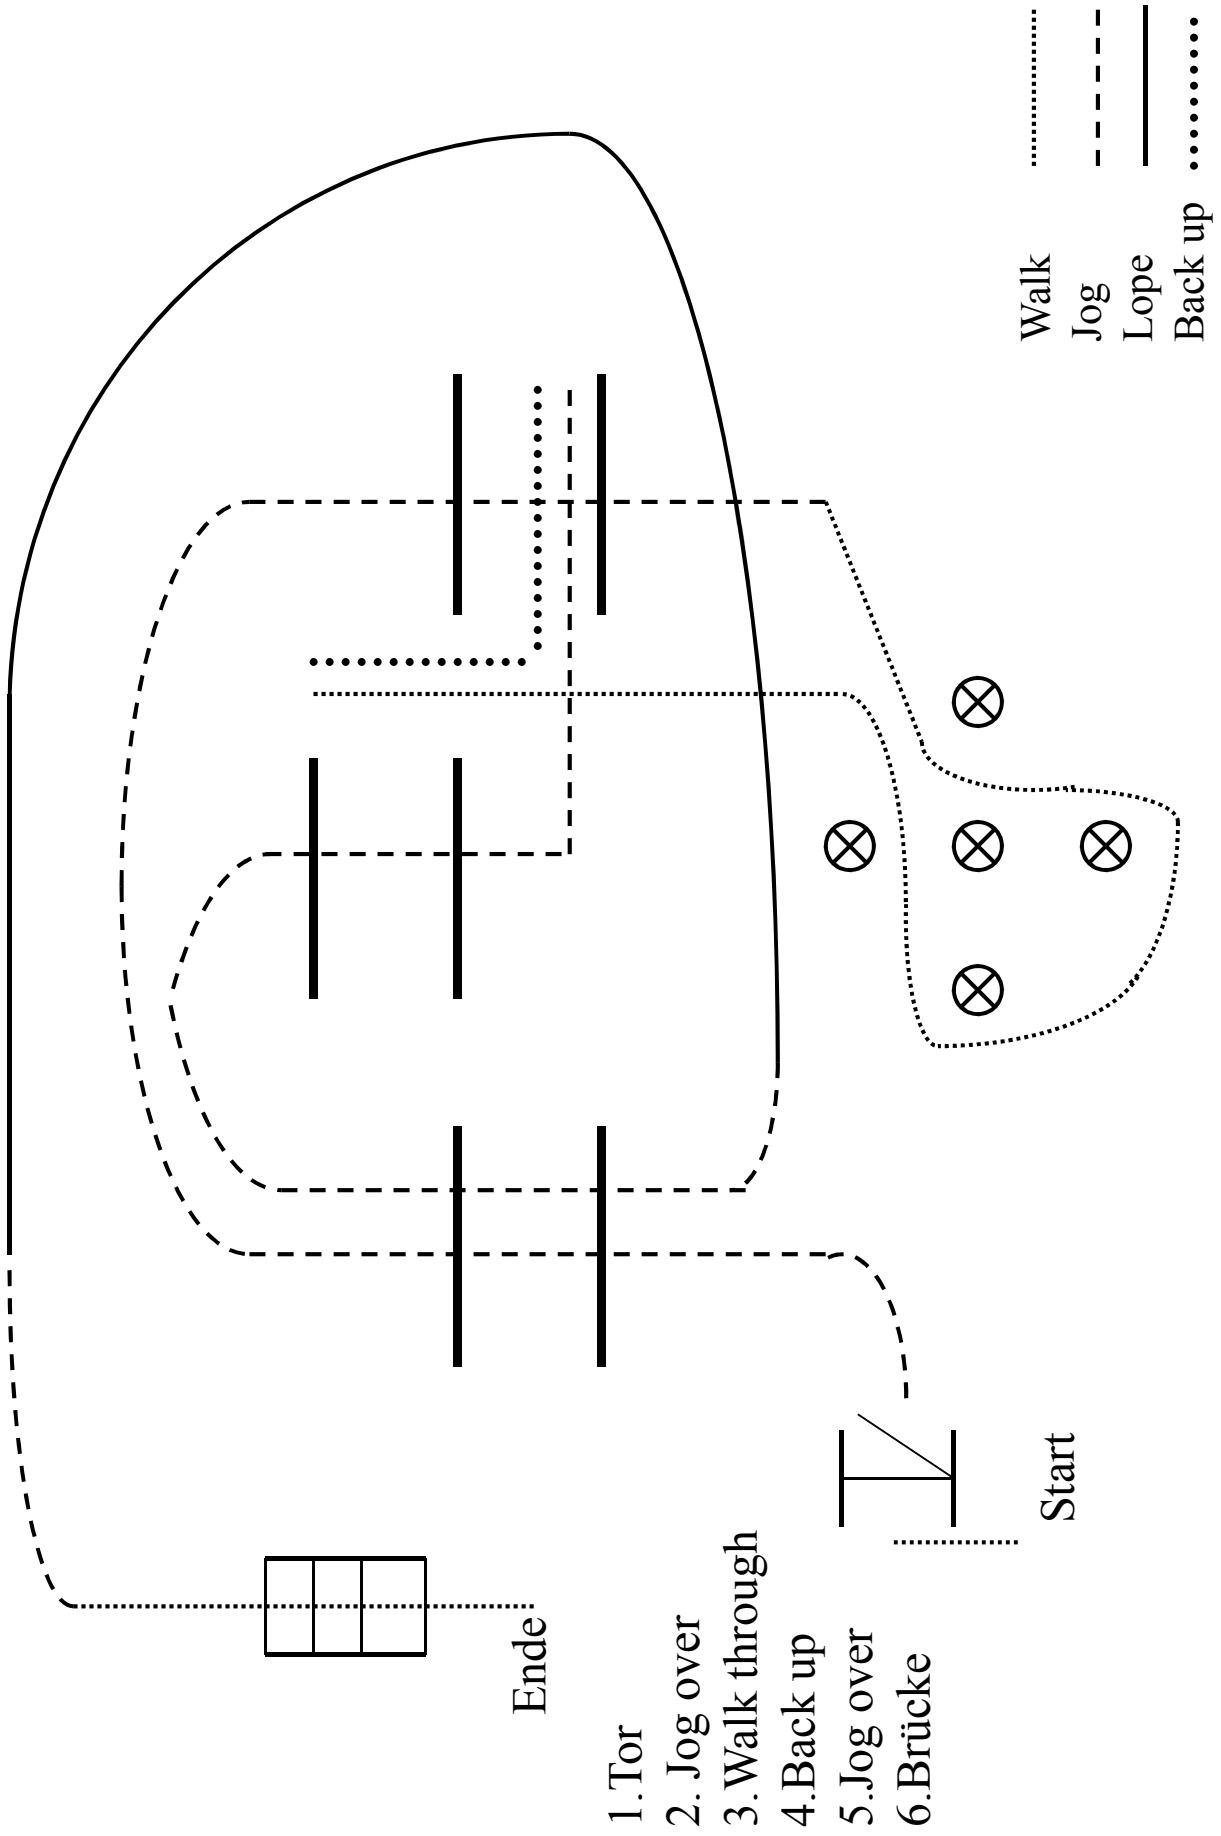 Ende
1.Tor
2. Jog over
3.Walk through
4.Back up
5.Jog over
6.Brücke
Start
Walk
Jog
Lope
Back up